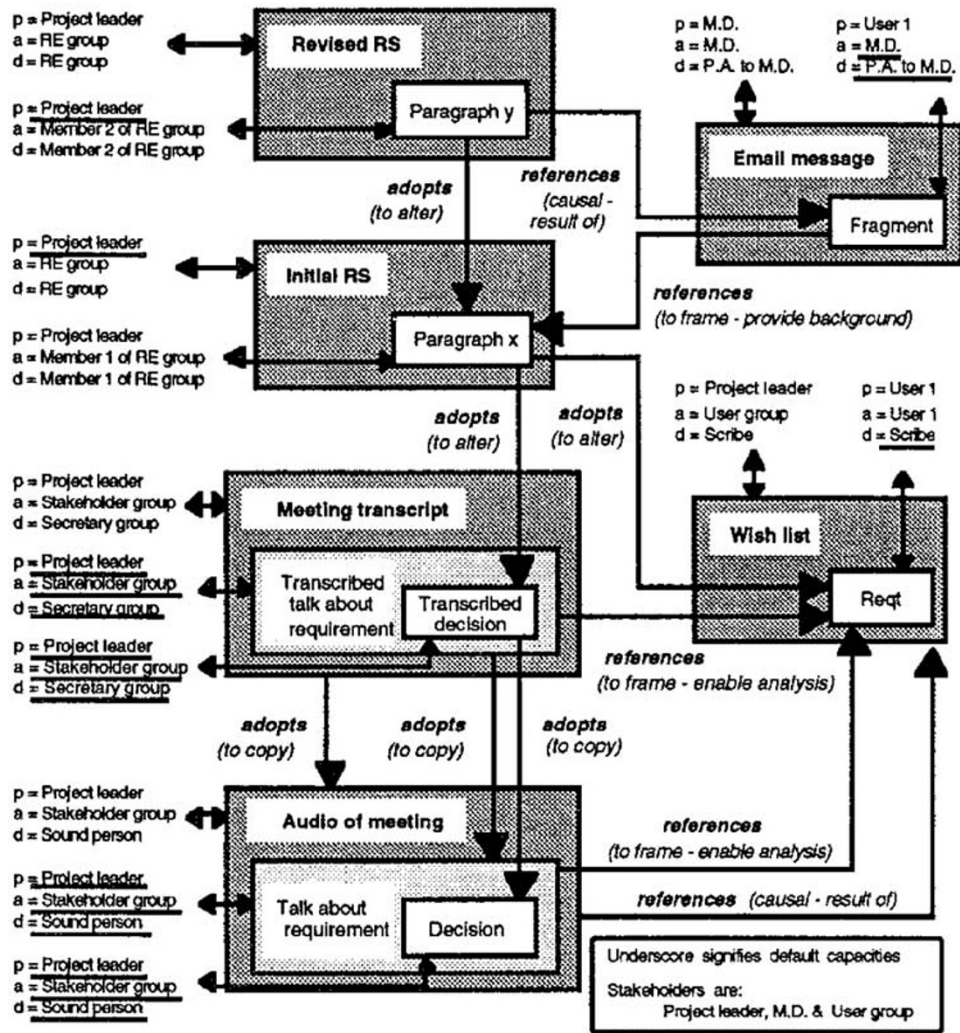 p = Project leader
a = RE group
d = RE group
Revised RS
p = M.D.
a = M.D.
d = P.A. to M.D.
p = User 1
a = M.D.
d = P.A. to M.D.
p = Project leader
a = Member 2 of RE group
d = Member 2 of RE group
Paragraph y
Email message
Fragment
adopts
(to alter)
references
(causal -
result of)
p = Project leader
a = RE group
d = RE group
Initial RS
references
(to frame - provide background)
p = Project leader
a = Member 1 of RE group
d = Member 1 of RE group
Paragraph x
p = Project leader
a = User group
d = Scribe
p = User 1
a = User 1
d = Scribe
adopts
(to alter)
adopts
(to alter)
p = Project leader
a = Stakeholder group
d = Secretary group
Meeting transcript
Wish list
Reqt
p = Project leader
a = Stakeholder group
d = Secretary group
Transcribed
talk about
requirement
Transcribed
decision
p = Project leader
a = Stakeholder group
d = Secretary group
references
(to frame - enable analysis)
adopts
(to copy)
adopts
(to copy)
adopts
(to copy)
p = Project leader
a = Stakeholder group
d = Sound person
Audio of meeting
references
(to frame - enable analysis)
p = Project leader
a = Stakeholder group
d = Sound person
Talk about
requirement
Decision
references (causal - result of)
p = Project leader
a = Stakeholder group
d = Sound person
Underscore signifies default capacities
Stakeholders are:
Project leader, M.D. & User group